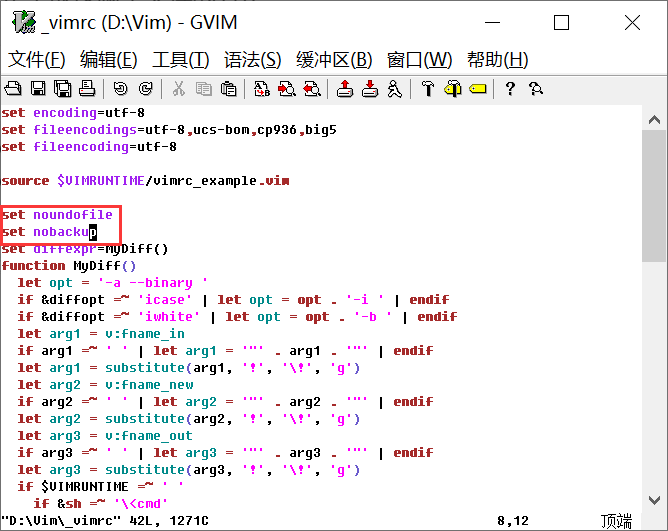 _vimrc (D:\Vim) - GVIM
文件(F) 编辑(E) 工具(T) 语法(S) 缓冲区(B) 窗口(W) 帮助(H)
set encoding=utf-8
set fileencodings=utf-8,ucs-bom,cp936,big5
set fileencoding=utf-8
source $VIMRUNTIME/vimrc_example.vim
set noundofile
set nobackup
set diffexpr=MyDiff()
function MyDiff()
let opt = '-a --binary '
if &diffopt =~ 'icase' | let opt = opt . '-i ' | endif
if &diffopt =~ 'iwhite' | let opt = opt . '-b ' | endif
let arg1 = v:fname_in
if arg1 =~ ' ' | let arg1 = '"' . arg1 . '"' | endif
let arg1 = substitute(arg1, '!', '\!', 'g')
let arg2 = v:fname_new
if arg2 =~ ' ' | let arg2 = '"' . arg2 . '"' | endif
let arg2 = substitute(arg2, '!', '\!', 'g')
let arg3 = v:fname_out
if arg3 =~ ' ' | let arg3 = '"' . arg3 . '"' | endif
let arg3 = substitute(arg3, '!', '\!', 'g')
if $VIMRUNTIME =~ ' '
if &sh =~ '\<cmd'
"D:\Vim\_vimrc" 42L, 1271C 8,12 顶端